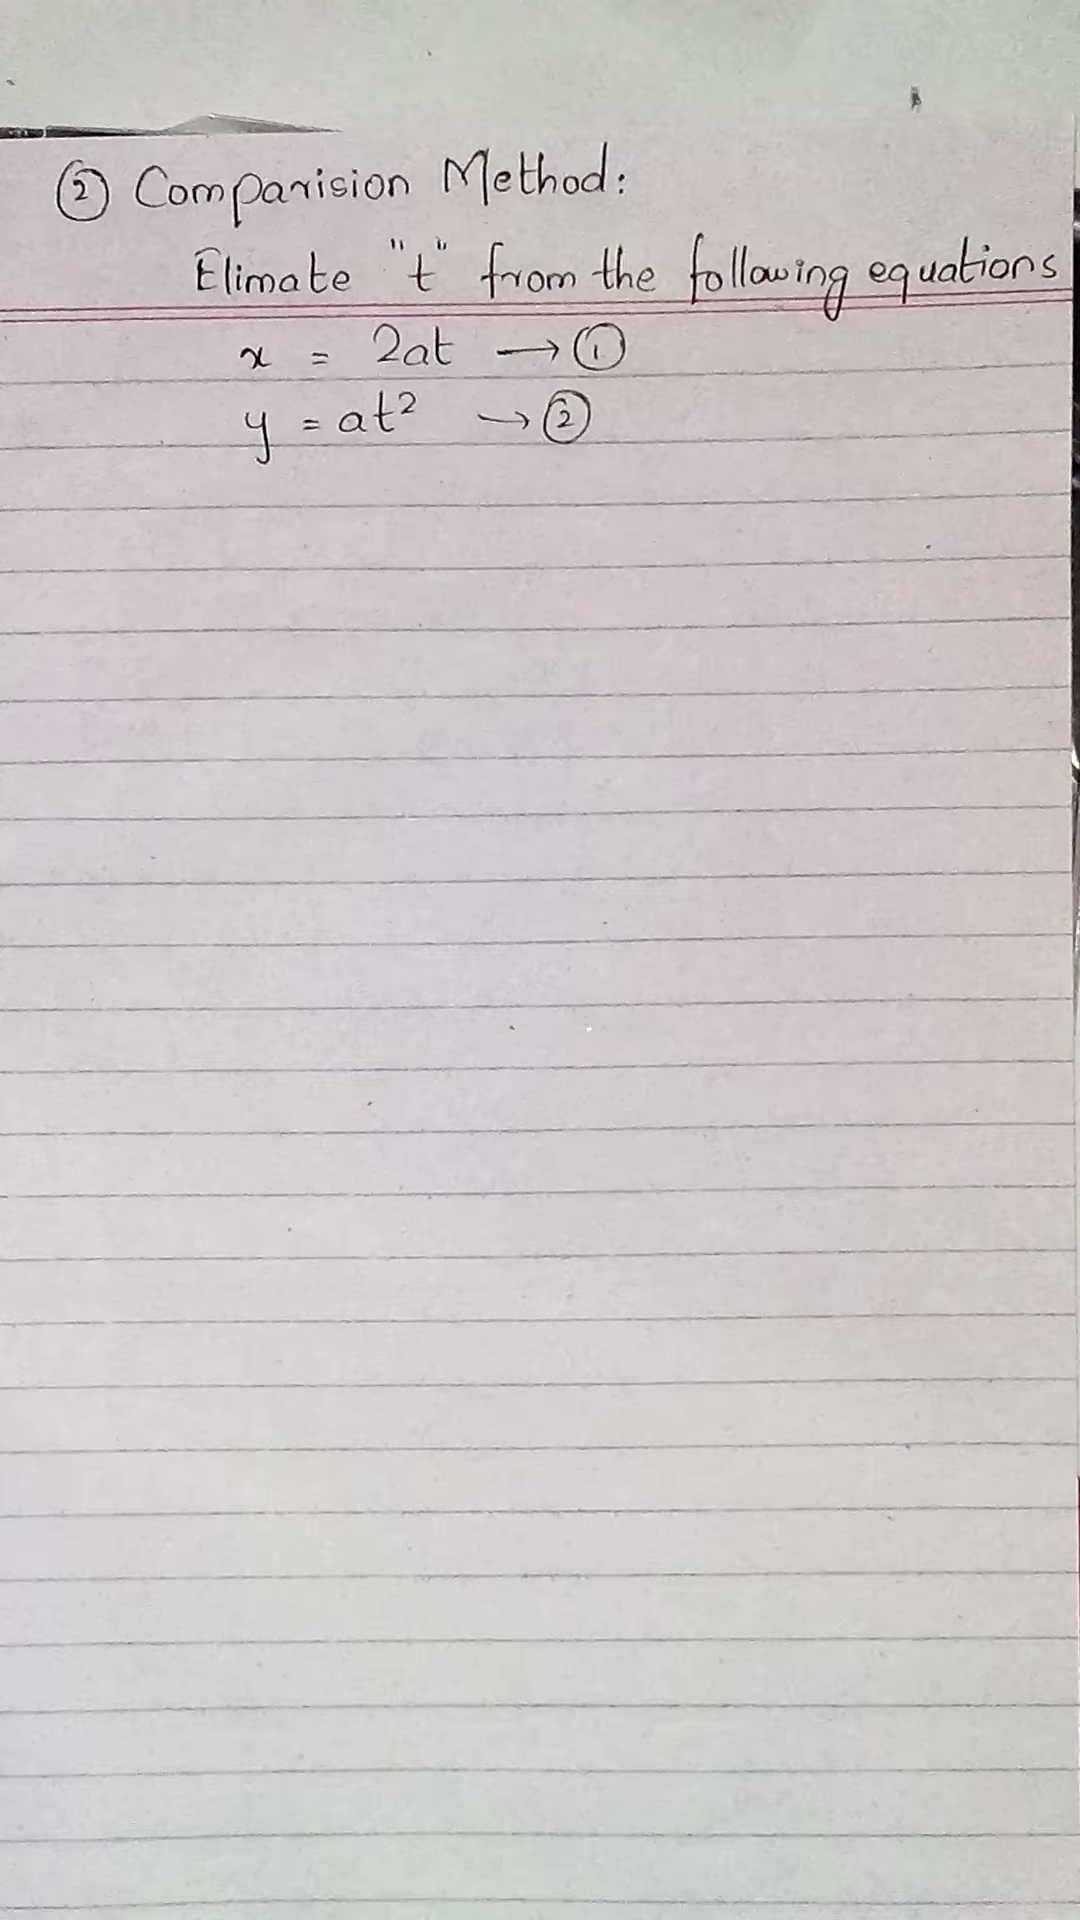 ② Comparision Method:
Elimate "t" from the following equations
x = 2at → ①
y = at² → ②